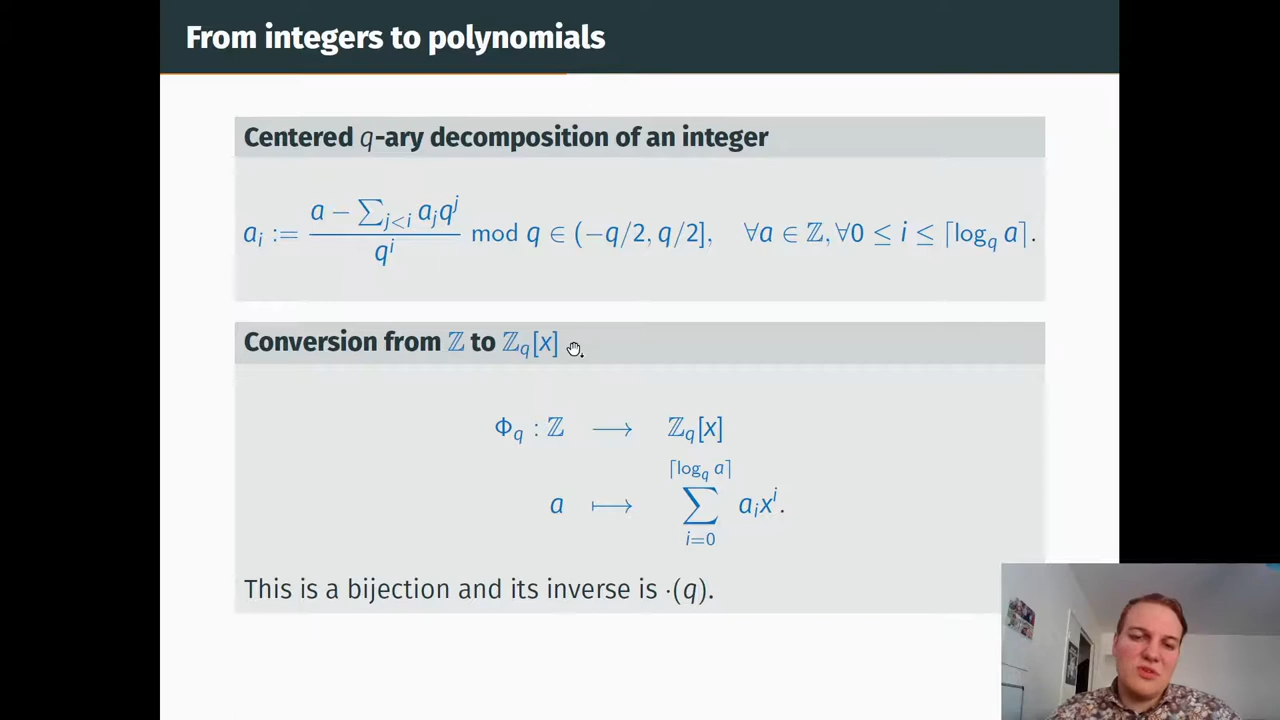 From integers to polynomials
Centered q-ary decomposition of an integer
a_i := \frac{a − ∑_{j<i} a_j q^j}{q^i} mod q ∈ (−q/2, q/2], ∀a ∈ ℤ, ∀0 ≤ i ≤ ⌈log_q a⌉.
Conversion from ℤ to ℤ_q[x]
Φ_q : ℤ ⟶ ℤ_q[x]
a ⟼ ∑_{i=0}^{⌈log_q a⌉} a_i x^i.
This is a bijection and its inverse is ·(q).